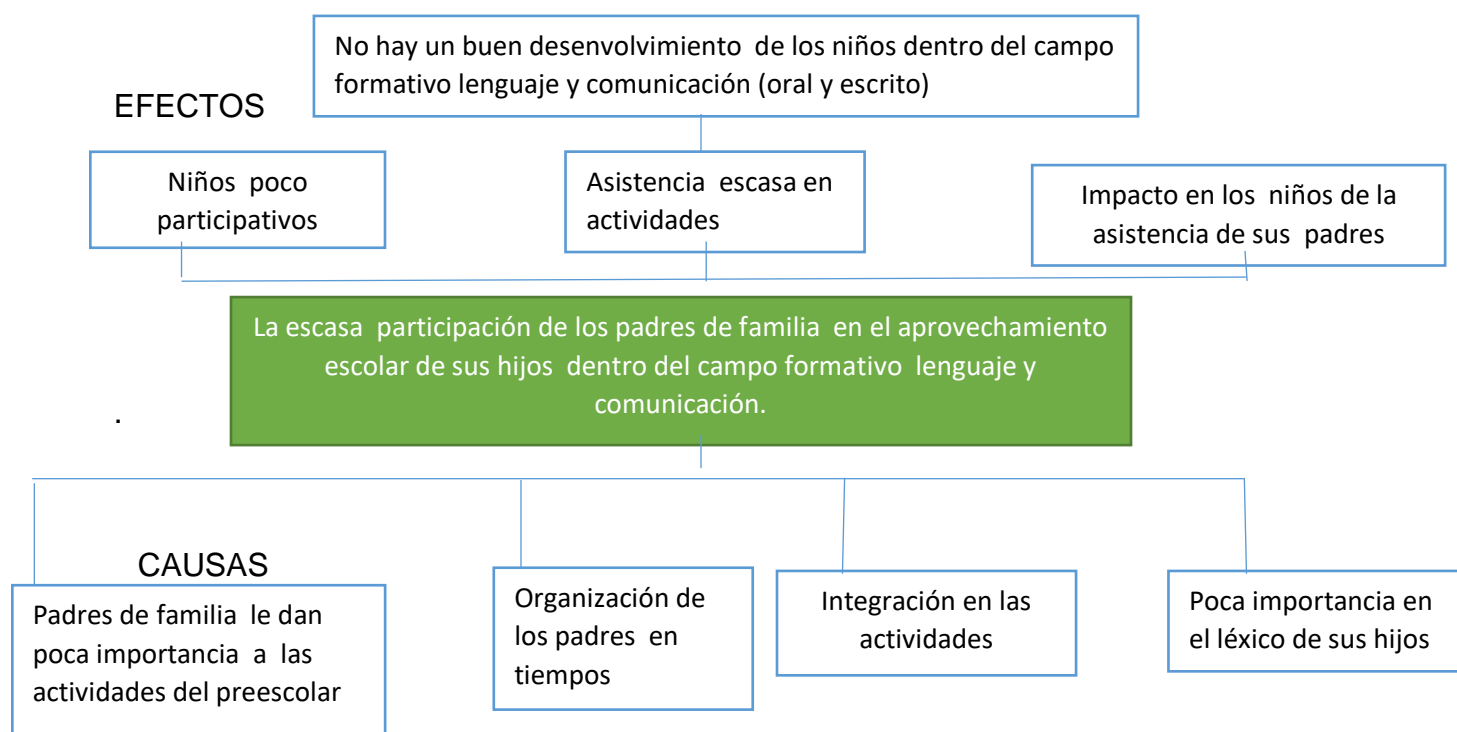 No hay un buen desenvolvimiento de los niños dentro del campo
formativo lenguaje y comunicación (oral y escrito)
EFECTOS
Niños poco
participativos
Asistencia escasa en
actividades
Impacto en los niños de la
asistencia de sus padres
La escasa participación de los padres de familia en el aprovechamiento
escolar de sus hijos dentro del campo formativo lenguaje y
comunicación.
.
CAUSAS
Padres de familia le dan
poca importancia a las
actividades del preescolar
Organización de
los padres en
tiempos
Integración en las
actividades
Poca importancia en
el léxico de sus hijos